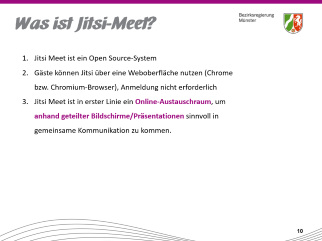 Was ist Jitsi-Meet?
Bezirksregierung
Münster
1. Jitsi Meet ist ein Open Source-System
2. Gäste können Jitsi über eine Weboberfläche nutzen (Chrome
bzw. Chromium-Browser), Anmeldung nicht erforderlich
3. Jitsi Meet ist in erster Linie ein Online-Austauschraum, um
anhand geteilter Bildschirme/Präsentationen sinnvoll in
gemeinsame Kommunikation zu kommen.
10